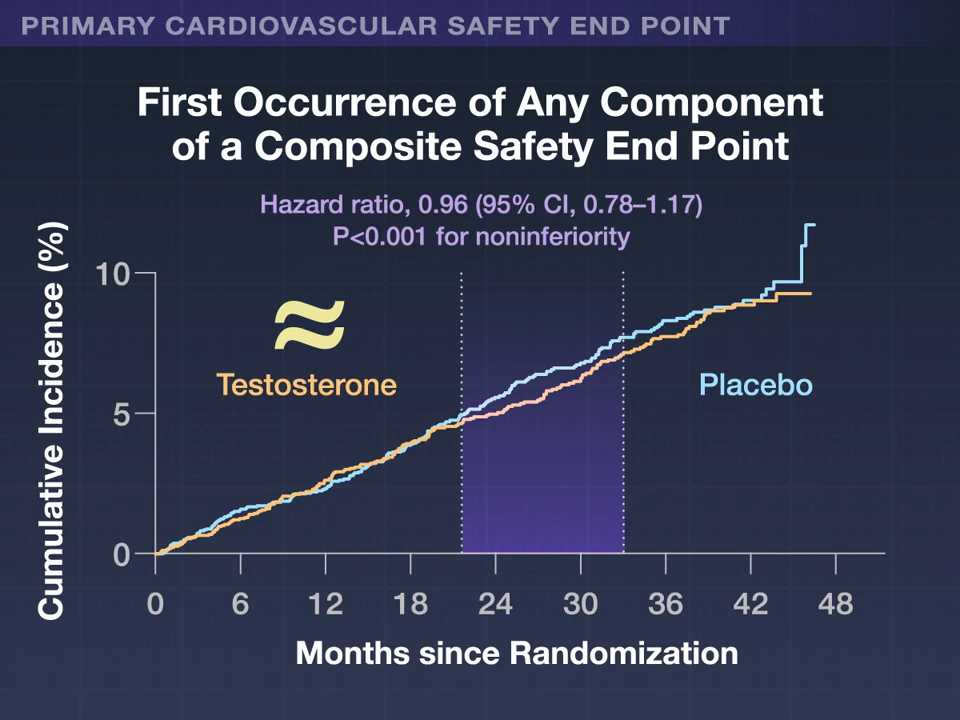 PRIMARY CARDIOVASCULAR SAFETY END POINT
First Occurrence of Any Component
of a Composite Safety End Point
Hazard ratio, 0.96 (95% CI, 0.78–1.17)
P<0.001 for noninferiority
Cumulative Incidence (%)
10
5
0
≈
Testosterone
Placebo
0 6 12 18 24 30 36 42 48
Months since Randomization